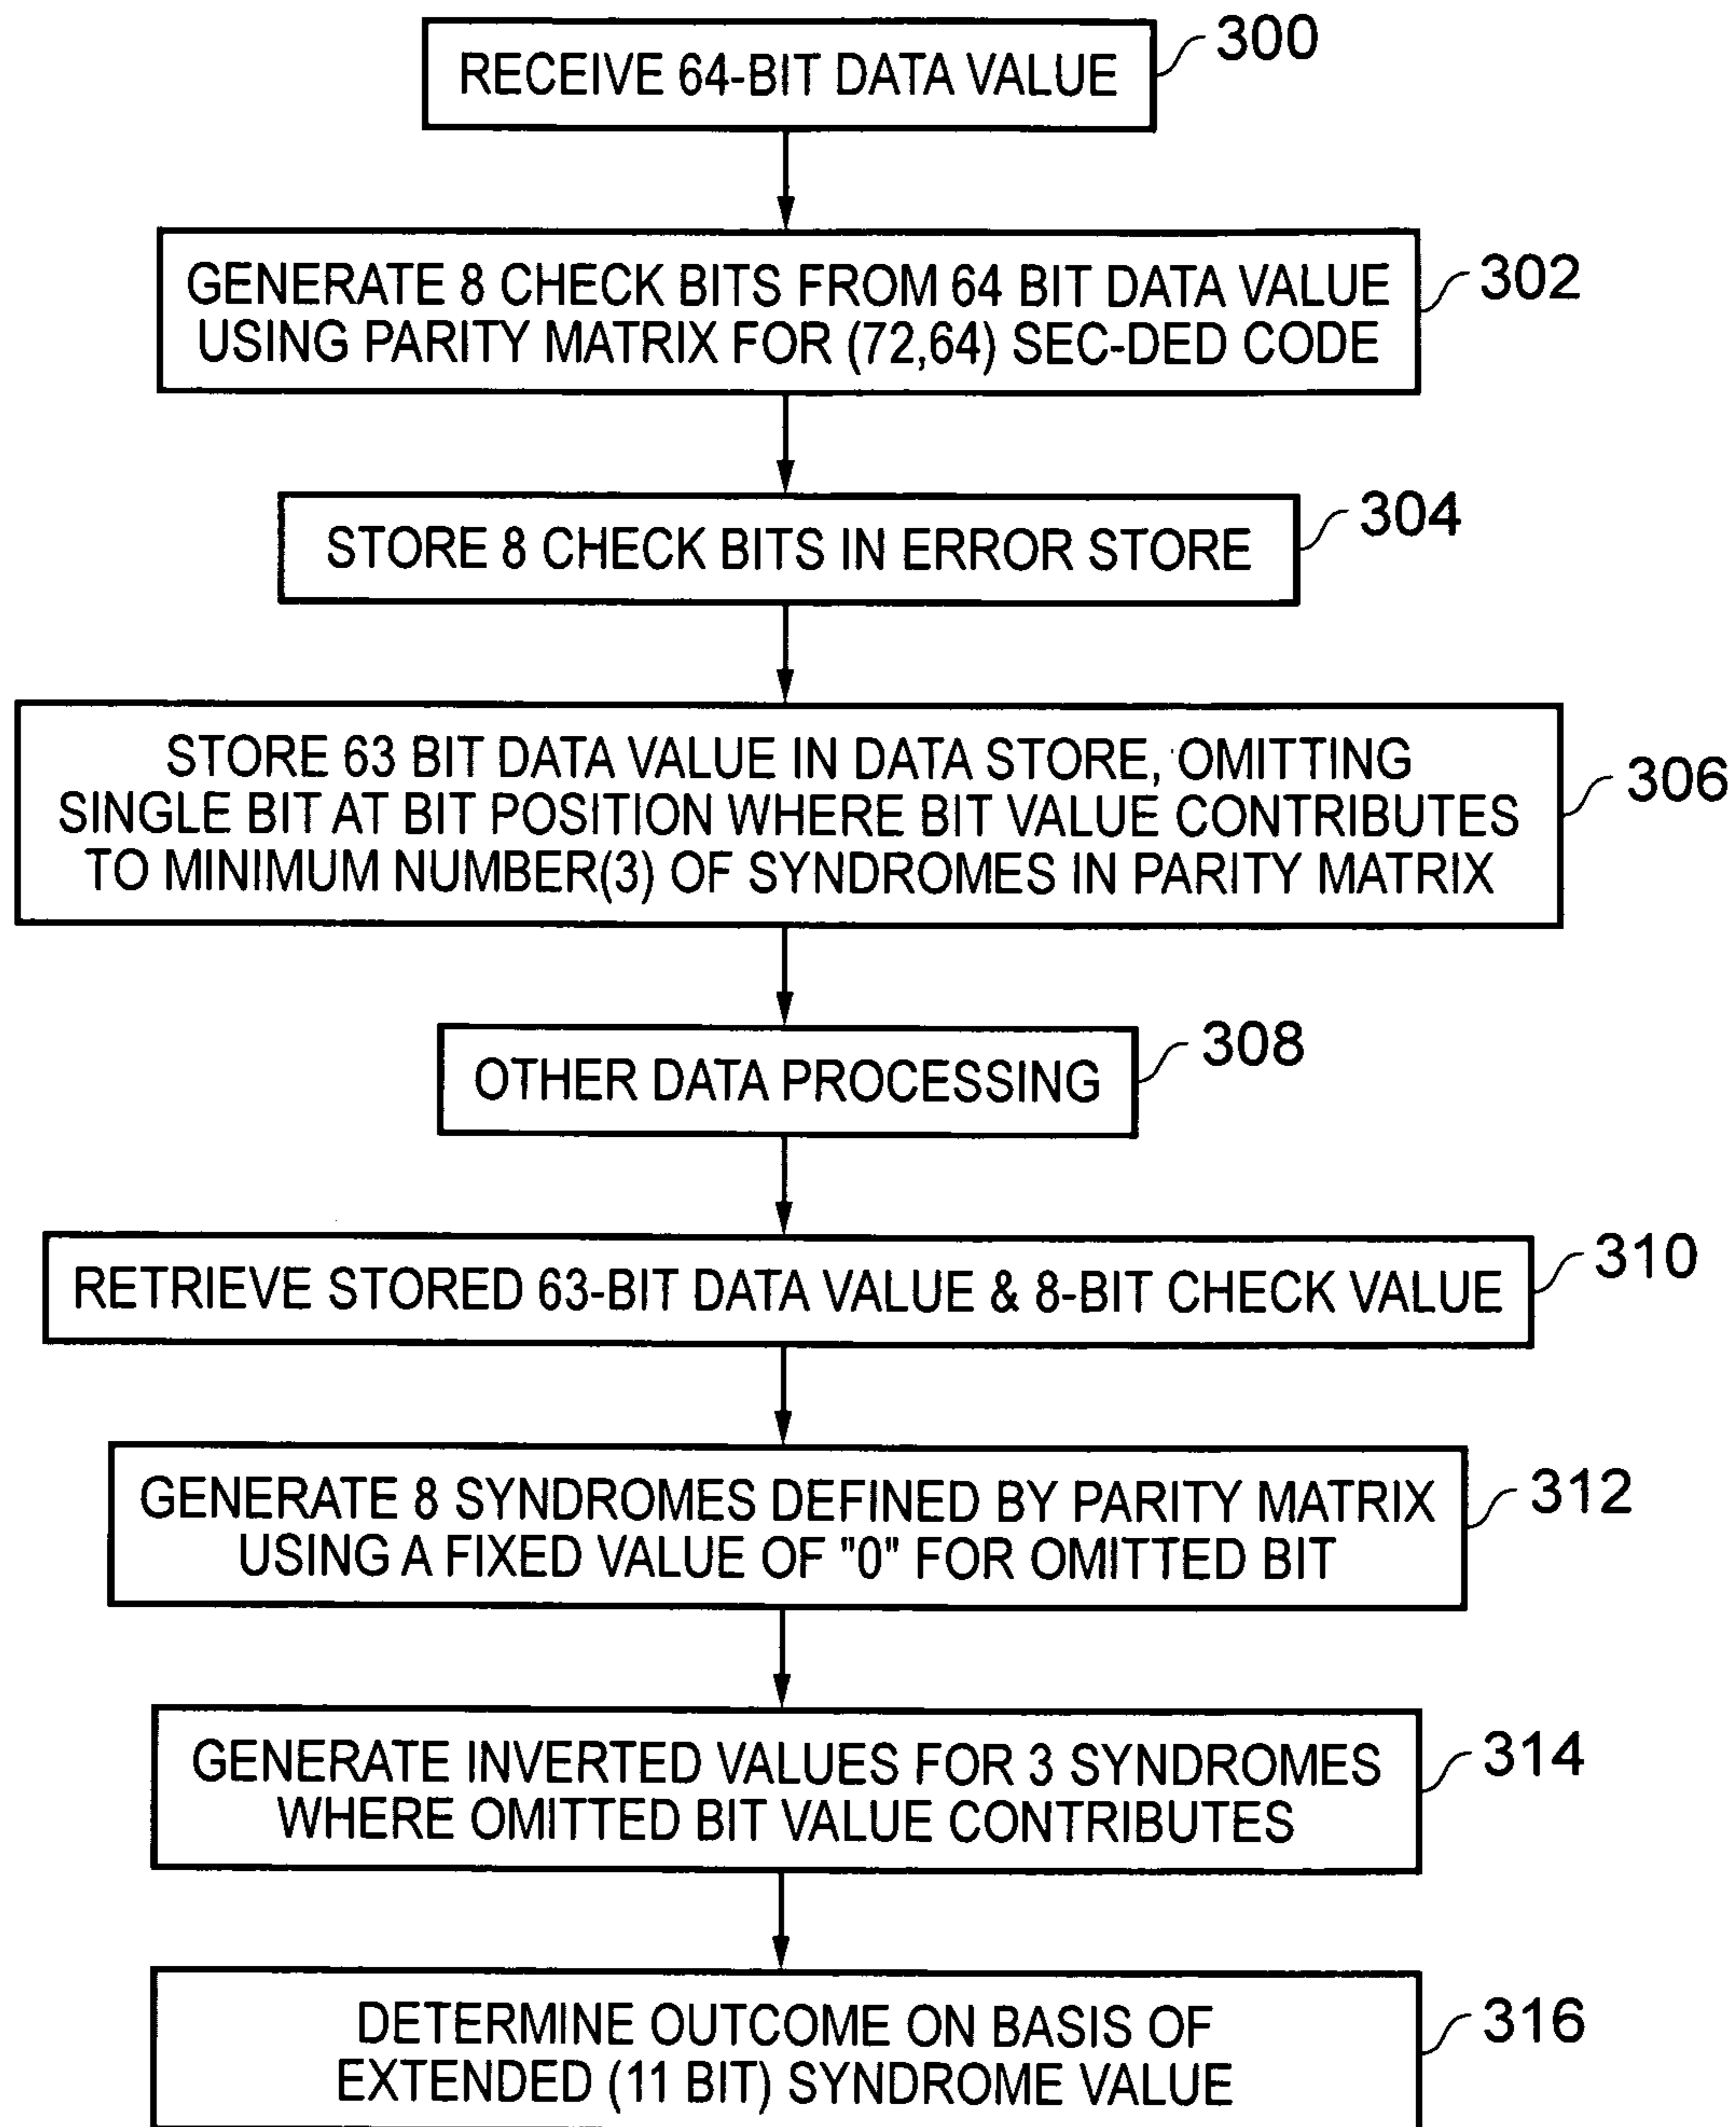 RECEIVE 64-BIT DATA VALUE
300
GENERATE 8 CHECK BITS FROM 64 BIT DATA VALUE
USING PARITY MATRIX FOR (72,64) SEC-DED CODE
302
STORE 8 CHECK BITS IN ERROR STORE
304
STORE 63 BIT DATA VALUE IN DATA STORE, OMITTING
SINGLE BIT AT BIT POSITION WHERE BIT VALUE CONTRIBUTES
TO MINIMUM NUMBER(3) OF SYNDROMES IN PARITY MATRIX
306
OTHER DATA PROCESSING
308
RETRIEVE STORED 63-BIT DATA VALUE & 8-BIT CHECK VALUE
310
GENERATE 8 SYNDROMES DEFINED BY PARITY MATRIX
USING A FIXED VALUE OF "0" FOR OMITTED BIT
312
GENERATE INVERTED VALUES FOR 3 SYNDROMES
WHERE OMITTED BIT VALUE CONTRIBUTES
314
DETERMINE OUTCOME ON BASIS OF
EXTENDED (11 BIT) SYNDROME VALUE
316